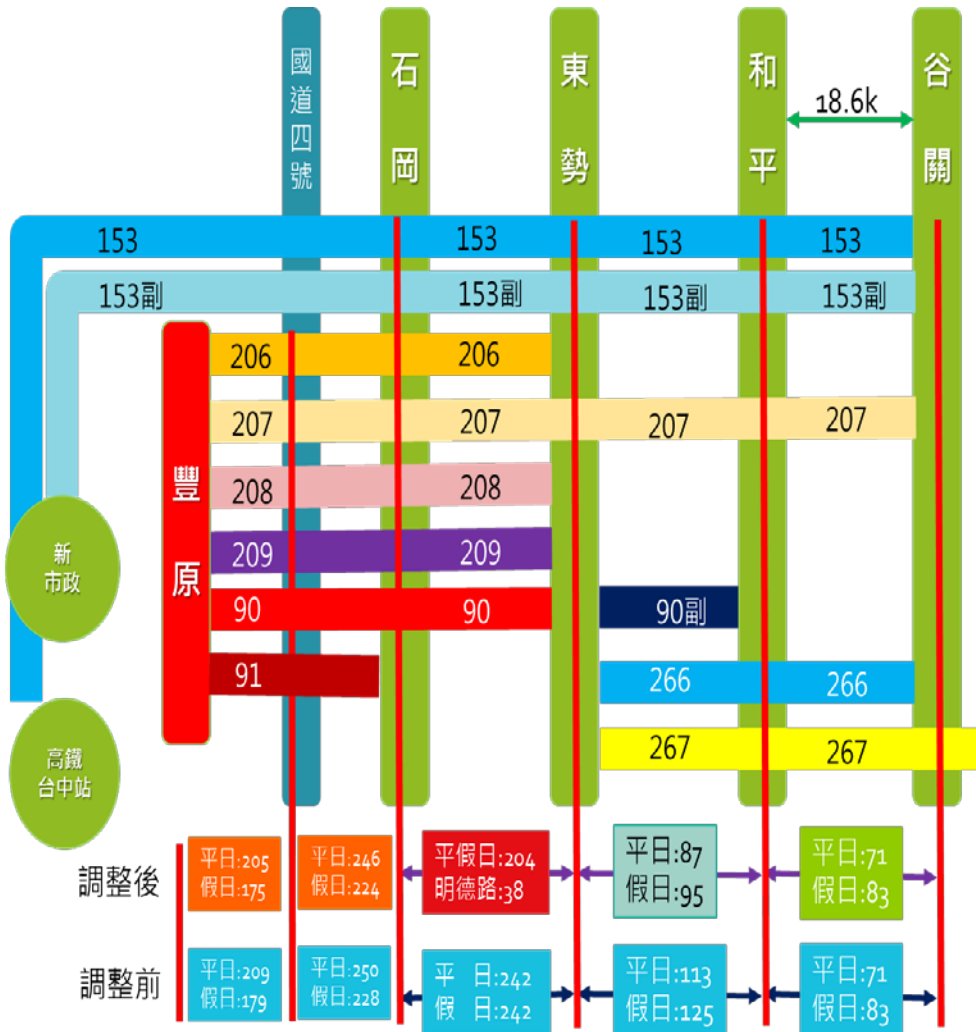 國道四號
石岡
東勢
和平
谷關
18.6k
153 153 153 153
153副 153副 153副 153副
豐原
206 206
207 207 207 207
208 208
新
市政
209 209
90 90 90副
91 266 266
高鐵
台中站
267 267
調整後
平日:205
假日:175
平日:246
假日:224
平假日:204
明德路:38
平日:87
假日:95
平日:71
假日:83
調整前
平日:209
假日:179
平日:250
假日:228
平 日:242
假 日:242
平日:113
假日:125
平日:71
假日:83